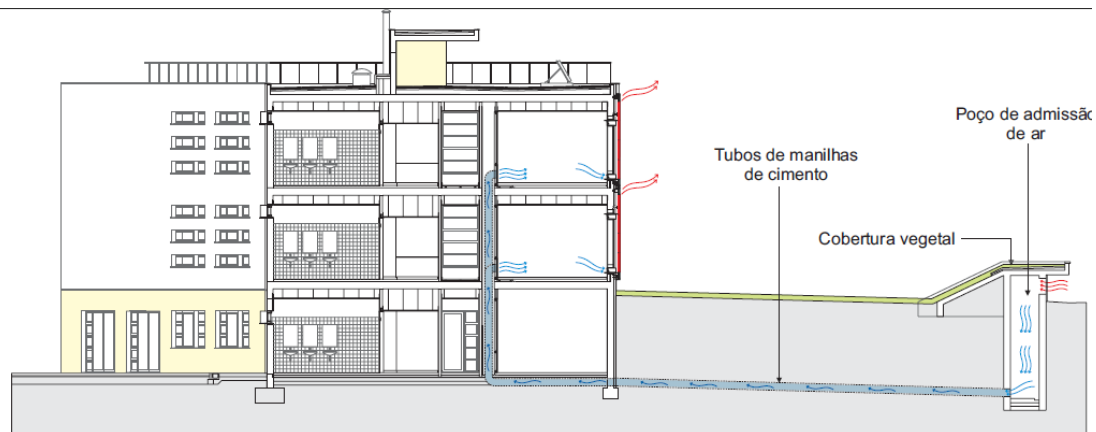 Poço de admissão
de ar
Tubos de manilhas
de cimento
Cobertura vegetal